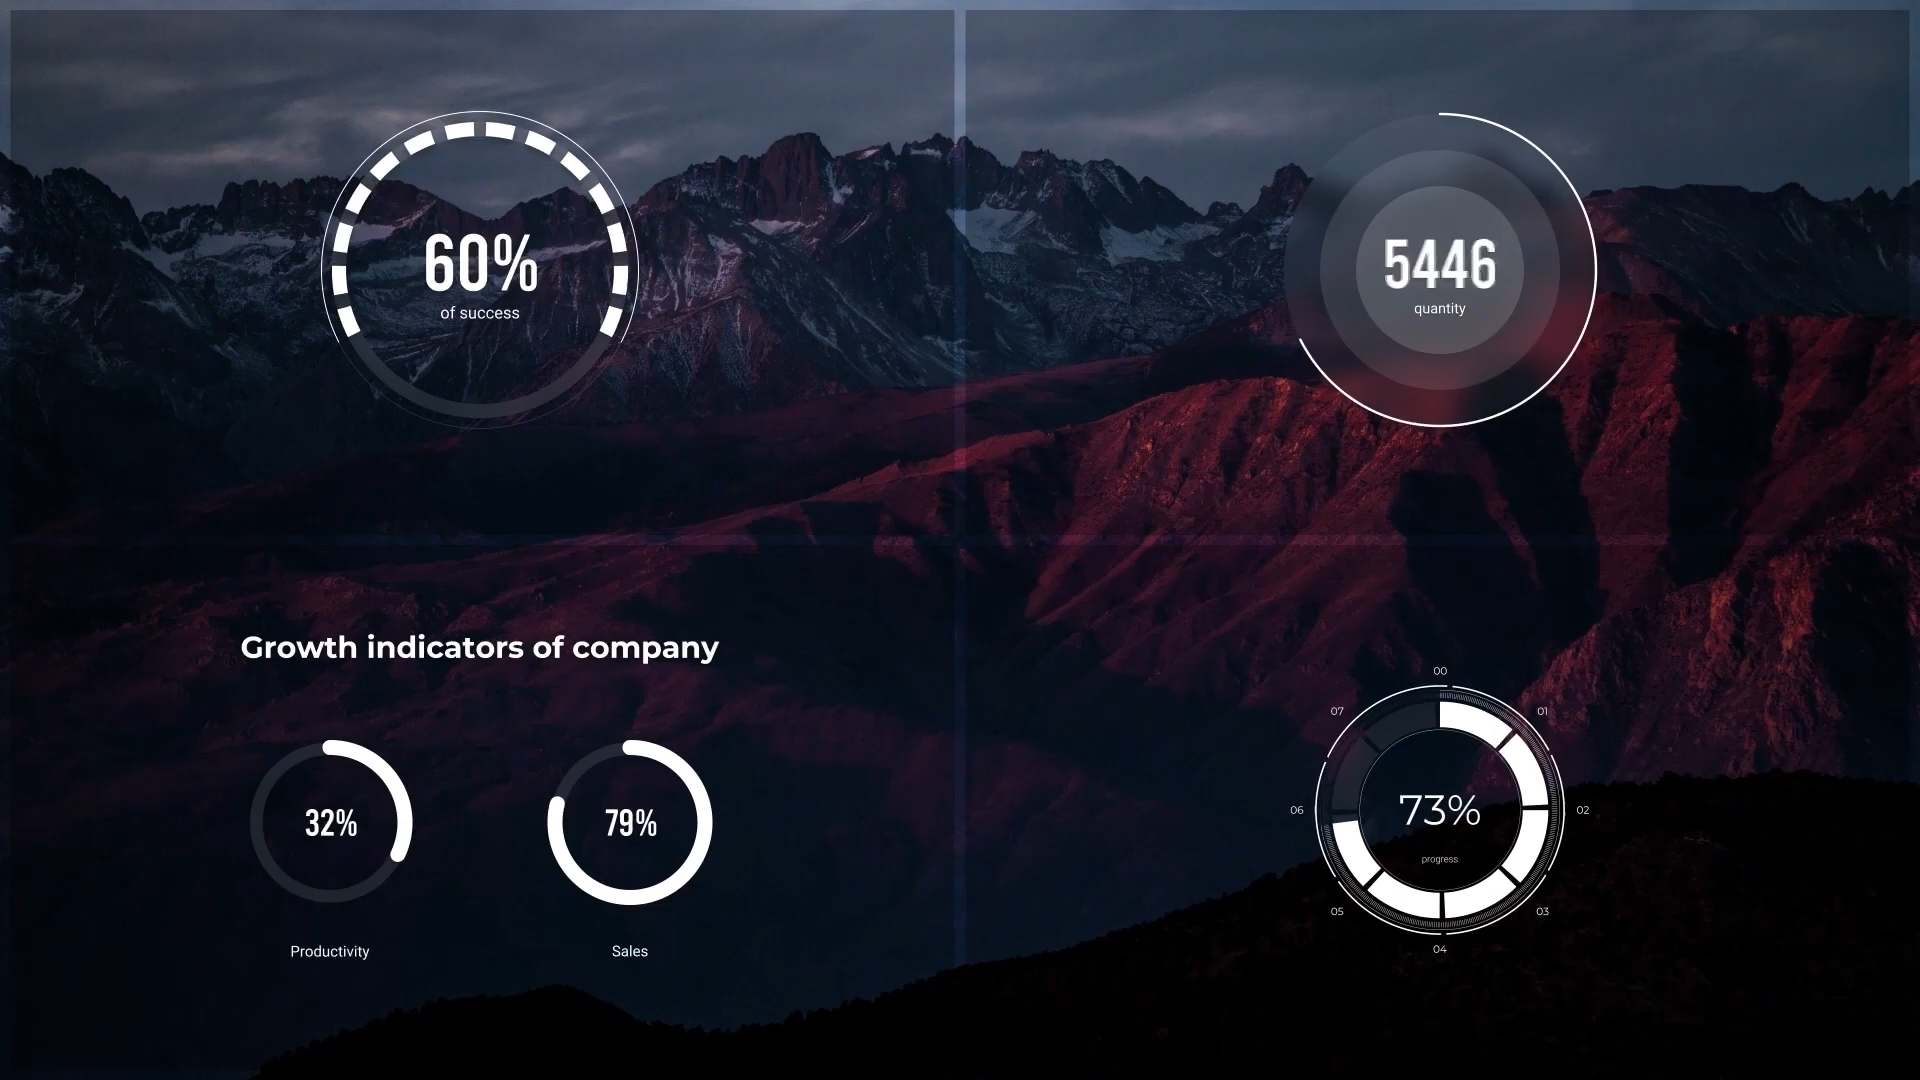 60%
of success
5446
quantity
Growth indicators of company
32%
79%
Productivity
Sales
00
07
01
06
73%
02
progress
05
03
04